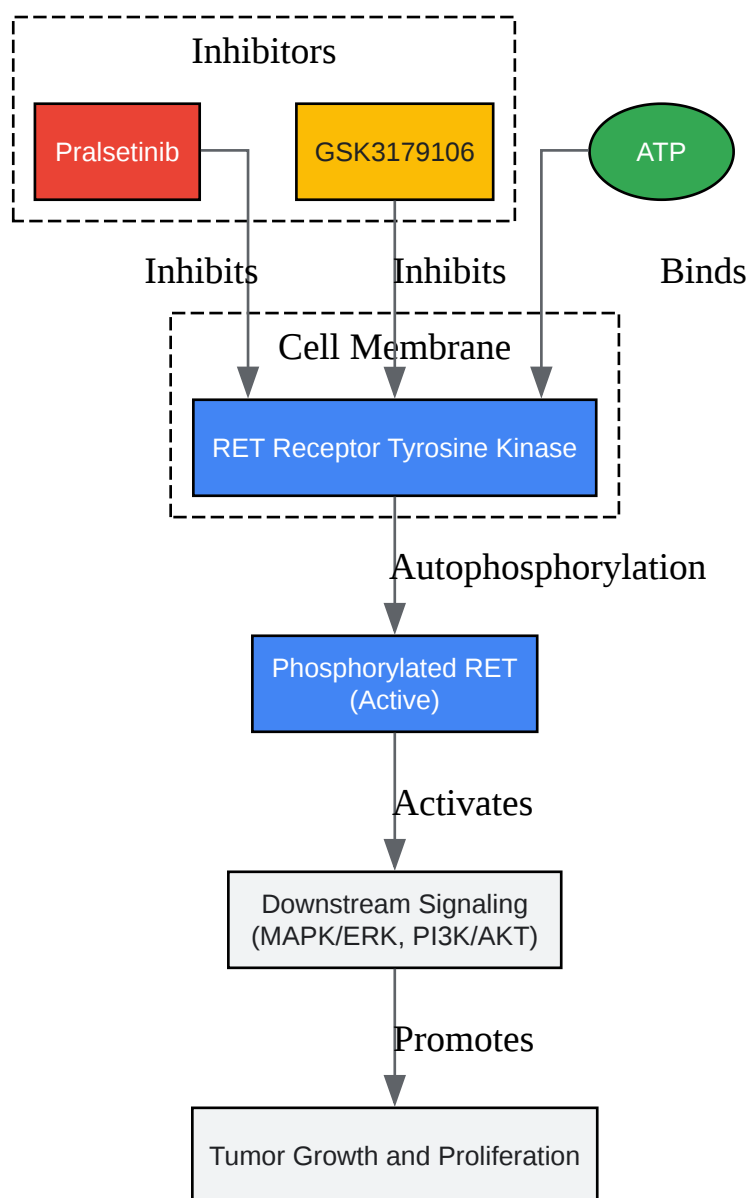 Inhibitors
Pralsetinib
GSK3179106
ATP
Inhibits
Inhibits
Binds
Cell Membrane
RET Receptor Tyrosine Kinase
Autophosphorylation
Phosphorylated RET
(Active)
Activates
Downstream Signaling
(MAPK/ERK, PI3K/AKT)
Promotes
Tumor Growth and Proliferation